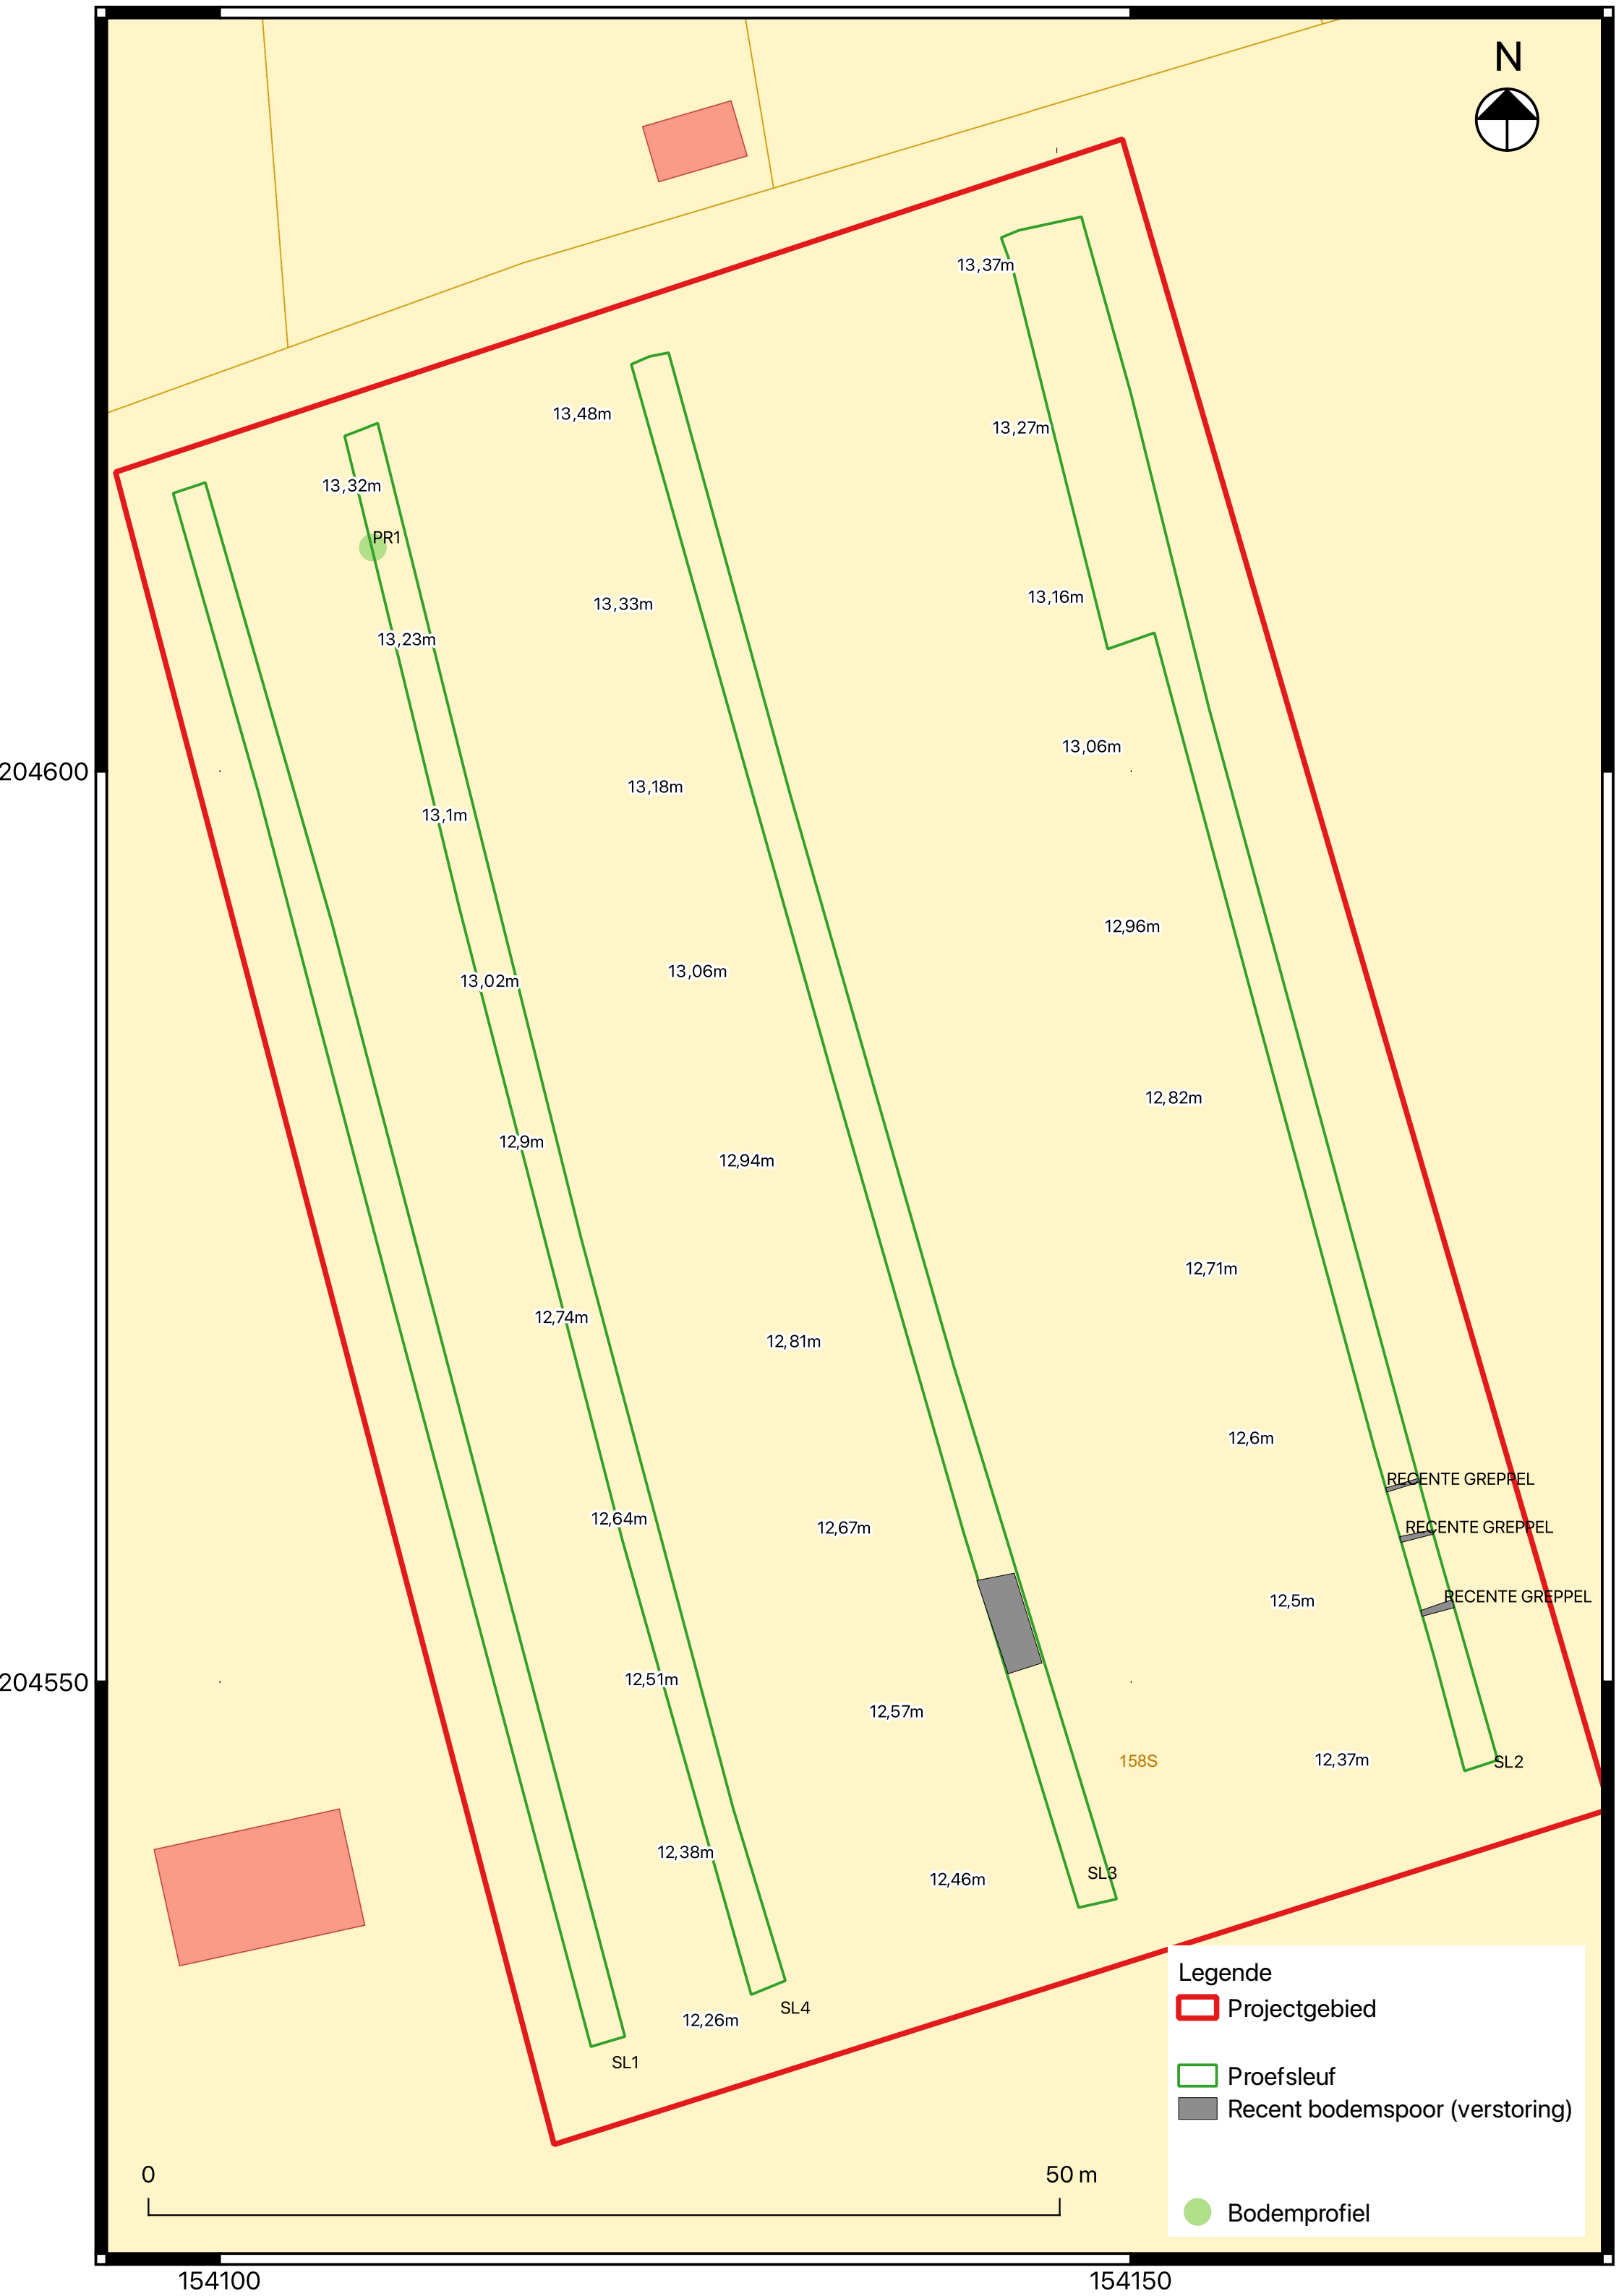 N
13,37m
13,48m
13,27m
13,32m
PR1
13,16m
13,33m
13,23m
13,06m
204600
13,18m
13,1m
12,96m
13,06m
13,02m
12,82m
12,9m
12,94m
12,71m
12,74m
12,81m
12,6m
RECENTE GREPPEL
12,64m
12,67m
RECENTE GREPPEL
RECENTE GREPPEL
12,5m
204550
12,51m
12,57m
158S
12,37m
SL2
12,38m
12,46m
SL3
SL4
12,26m
SL1
Legende
Projectgebied
Proefsleuf
Recent bodemspoor (verstoring)
Bodemprofiel
0 50 m
154100 154150